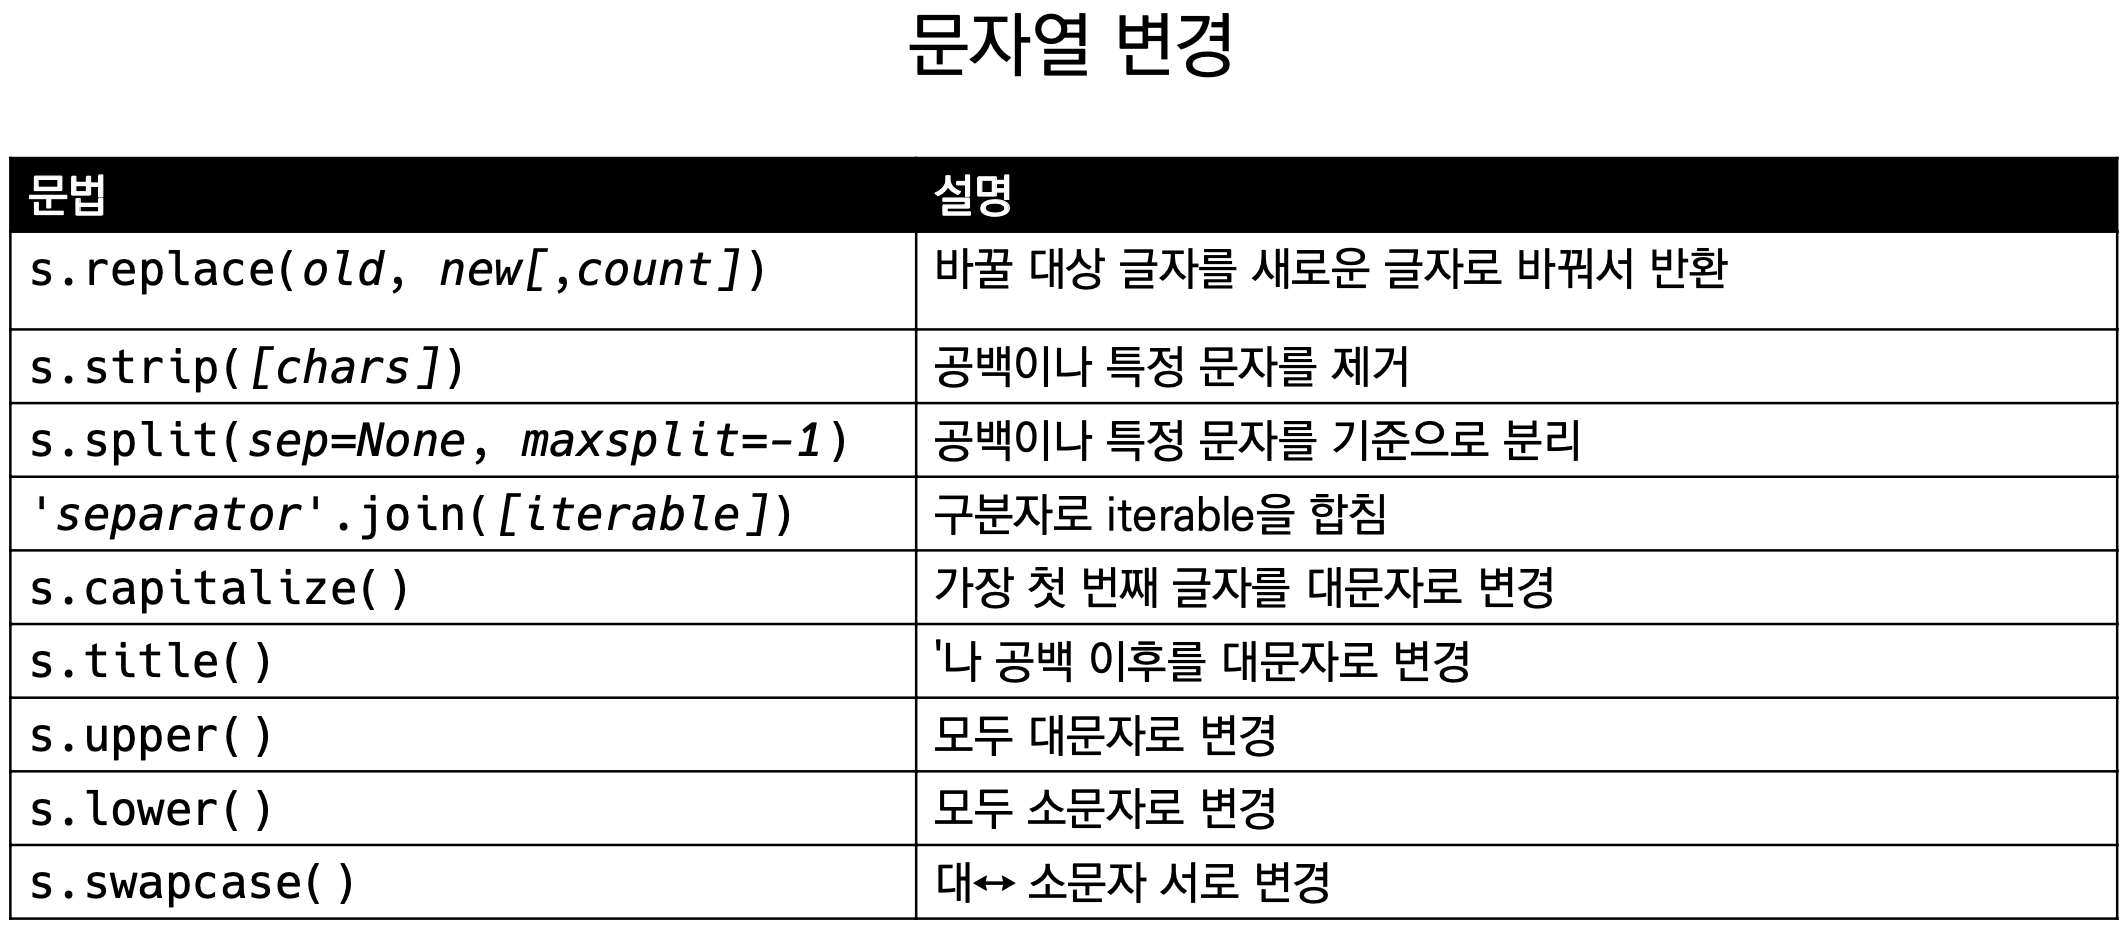 문자열 변경
문법 설명
s.replace(old, new[,count]) 바꿀 대상 글자를 새로운 글자로 바꿔서 반환
s.strip([chars]) 공백이나 특정 문자를 제거
s.split(sep=None, maxsplit=-1) 공백이나 특정 문자를 기준으로 분리
'separator'.join([iterable]) 구분자로 iterable을 합침
s.capitalize() 가장 첫 번째 글자를 대문자로 변경
s.title() '나 공백 이후를 대문자로 변경
s.upper() 모두 대문자로 변경
s.lower() 모두 소문자로 변경
s.swapcase() 대↔ 소문자 서로 변경